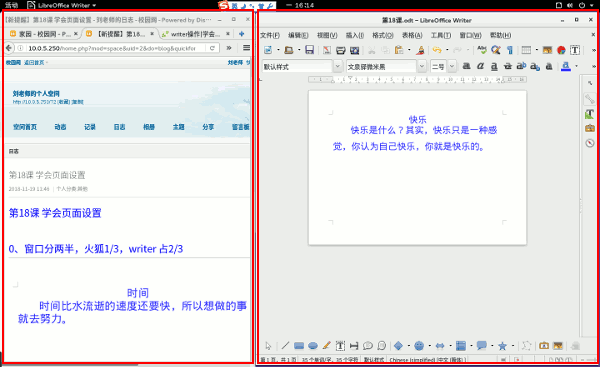 活动
LibreOffice Writer
英
一 16:14
【新提醒】第18课 学会页面设置 - 刘老师的日志 - 校园网 - Powered by Dis...
家园 - 校园网 - P...
【新提醒】第18...
writer操作|学会...
10.0.5.250/home.php?mod=space&uid=2&do=blog&quickfor
校园网 返回首页
刘老师
刘老师的个人空间
http://10.0.5.250/?2 [收藏] [复制]
空间首页 动态 记录 日志 相册 主题 分享 留言板
日志
第18课 学会页面设置
2018-11-19 11:46 | 个人分类:其他
第18课 学会页面设置
0、窗口分两半，火狐1/3，writer 占2/3
时间
时间比水流逝的速度还要快，所以想做的事
就去努力。
第18课.odt - LibreOffice Writer
文件(F) 编辑(E) 视图(V) 插入(I) 格式(O) 表格(A) 工具(T) 窗口(W) 帮助(H)
默认样式 文泉驿微米黑 二号
快乐
快乐是什么？其实，快乐只是一种感
觉，你认为自己快乐，你就是快乐的。
第 1 页，共 1 页 35 个单词/字，35 个字符 默认样式 Chinese (simplified) (中文 (简体) )